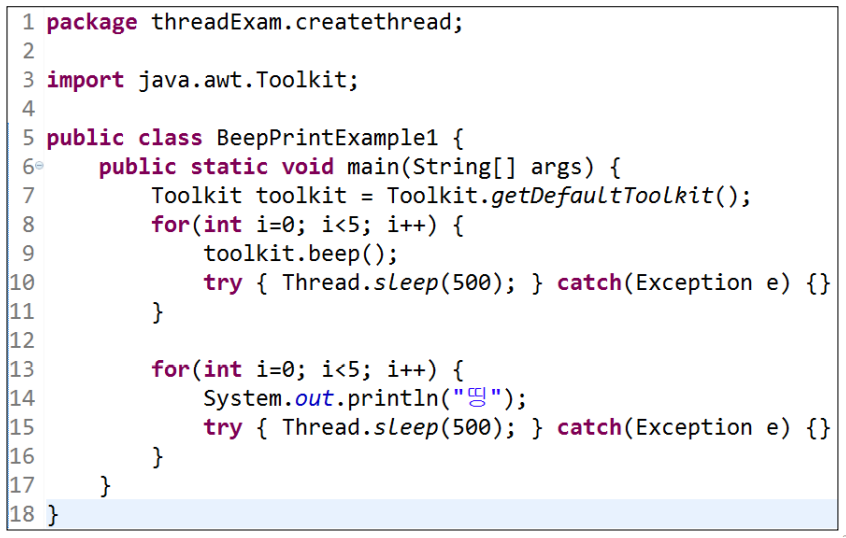 1 package threadExam.createthread;
2
3 import java.awt.Toolkit;
4
5 public class BeepPrintExample1 {
6 public static void main(String[] args) {
7 Toolkit toolkit = Toolkit.getDefaultToolkit();
8 for(int i=0; i<5; i++) {
9 toolkit.beep();
10 try { Thread.sleep(500); } catch(Exception e) {}
11 }
12
13 for(int i=0; i<5; i++) {
14 System.out.println("띵");
15 try { Thread.sleep(500); } catch(Exception e) {}
16 }
17 }
18 }